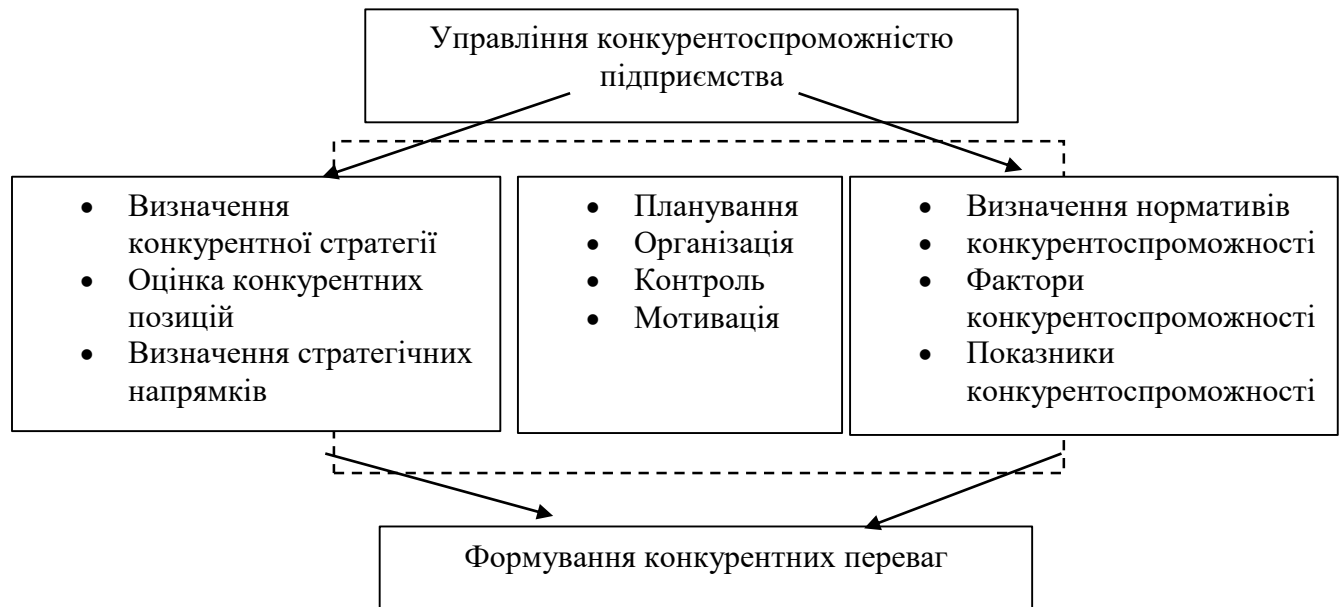 Управління конкурентоспроможністю
підприємства
• Визначення
конкурентної стратегії
• Оцінка конкурентних
позицій
• Визначення стратегічних
напрямків
• Планування
• Організація
• Контроль
• Мотивація
• Визначення нормативів
• конкурентоспроможності
• Фактори
конкурентоспроможності
• Показники
конкурентоспроможності
Формування конкурентних переваг